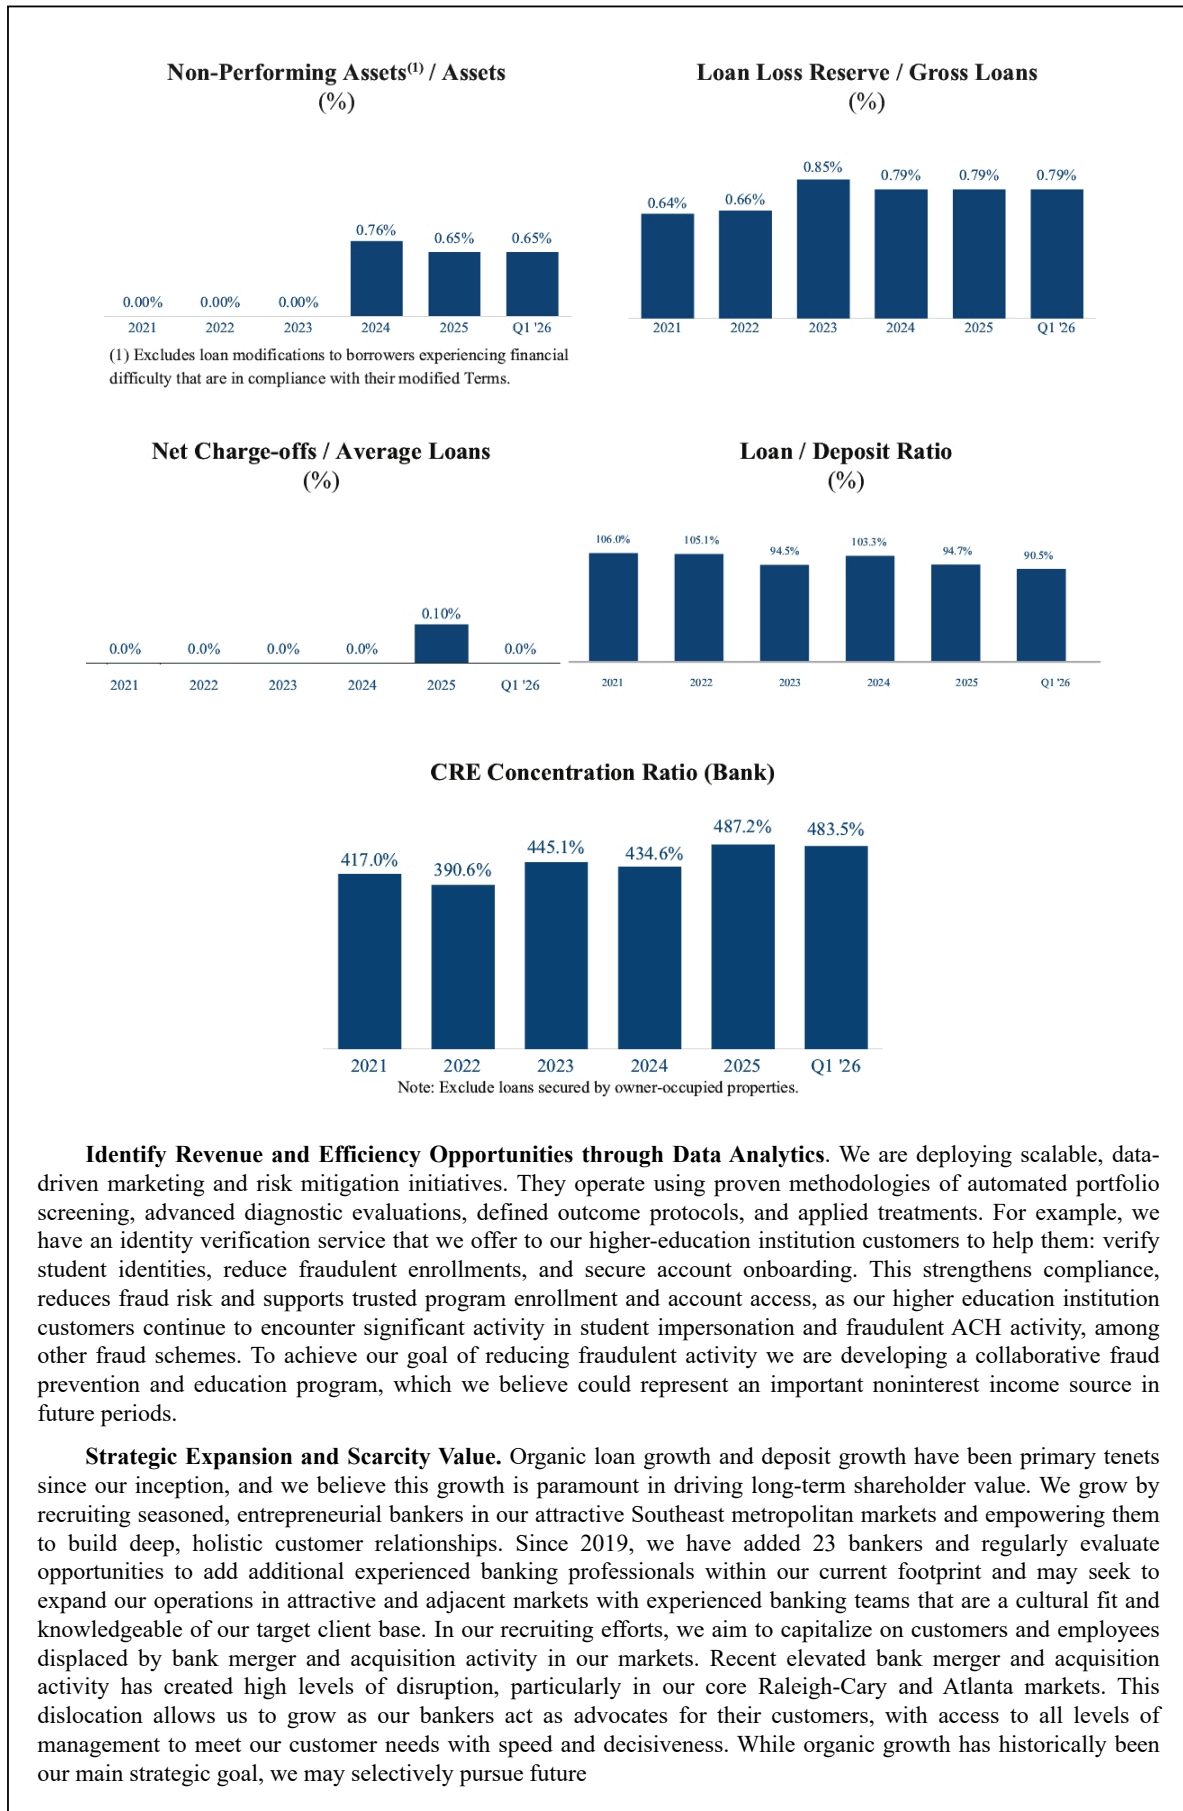 Non-Performing Assets(1) / Assets
(%)
0.00% 0.00% 0.00% 0.76% 0.65% 0.65%
2021 2022 2023 2024 2025 Q1 '26
(1) Excludes loan modifications to borrowers experiencing financial
difficulty that are in compliance with their modified Terms.
Loan Loss Reserve / Gross Loans
(%)
0.64% 0.66% 0.85% 0.79% 0.79% 0.79%
2021 2022 2023 2024 2025 Q1 '26
Net Charge-offs / Average Loans
(%)
0.0% 0.0% 0.0% 0.0% 0.10% 0.0%
2021 2022 2023 2024 2025 Q1 '26
Loan / Deposit Ratio
(%)
106.0% 105.1% 94.5% 103.3% 94.7% 90.5%
2021 2022 2023 2024 2025 Q1 '26
CRE Concentration Ratio (Bank)
417.0% 390.6% 445.1% 434.6% 487.2% 483.5%
2021 2022 2023 2024 2025 Q1 '26
Note: Exclude loans secured by owner-occupied properties.
Identify Revenue and Efficiency Opportunities through Data Analytics. We are deploying scalable, data-
driven marketing and risk mitigation initiatives. They operate using proven methodologies of automated portfolio
screening, advanced diagnostic evaluations, defined outcome protocols, and applied treatments. For example, we
have an identity verification service that we offer to our higher-education institution customers to help them: verify
student identities, reduce fraudulent enrollments, and secure account onboarding. This strengthens compliance,
reduces fraud risk and supports trusted program enrollment and account access, as our higher education institution
customers continue to encounter significant activity in student impersonation and fraudulent ACH activity, among
other fraud schemes. To achieve our goal of reducing fraudulent activity we are developing a collaborative fraud
prevention and education program, which we believe could represent an important noninterest income source in
future periods.
Strategic Expansion and Scarcity Value. Organic loan growth and deposit growth have been primary tenets
since our inception, and we believe this growth is paramount in driving long-term shareholder value. We grow by
recruiting seasoned, entrepreneurial bankers in our attractive Southeast metropolitan markets and empowering them
to build deep, holistic customer relationships. Since 2019, we have added 23 bankers and regularly evaluate
opportunities to add additional experienced banking professionals within our current footprint and may seek to
expand our operations in attractive and adjacent markets with experienced banking teams that are a cultural fit and
knowledgeable of our target client base. In our recruiting efforts, we aim to capitalize on customers and employees
displaced by bank merger and acquisition activity in our markets. Recent elevated bank merger and acquisition
activity has created high levels of disruption, particularly in our core Raleigh-Cary and Atlanta markets. This
dislocation allows us to grow as our bankers act as advocates for their customers, with access to all levels of
management to meet our customer needs with speed and decisiveness. While organic growth has historically been
our main strategic goal, we may selectively pursue future